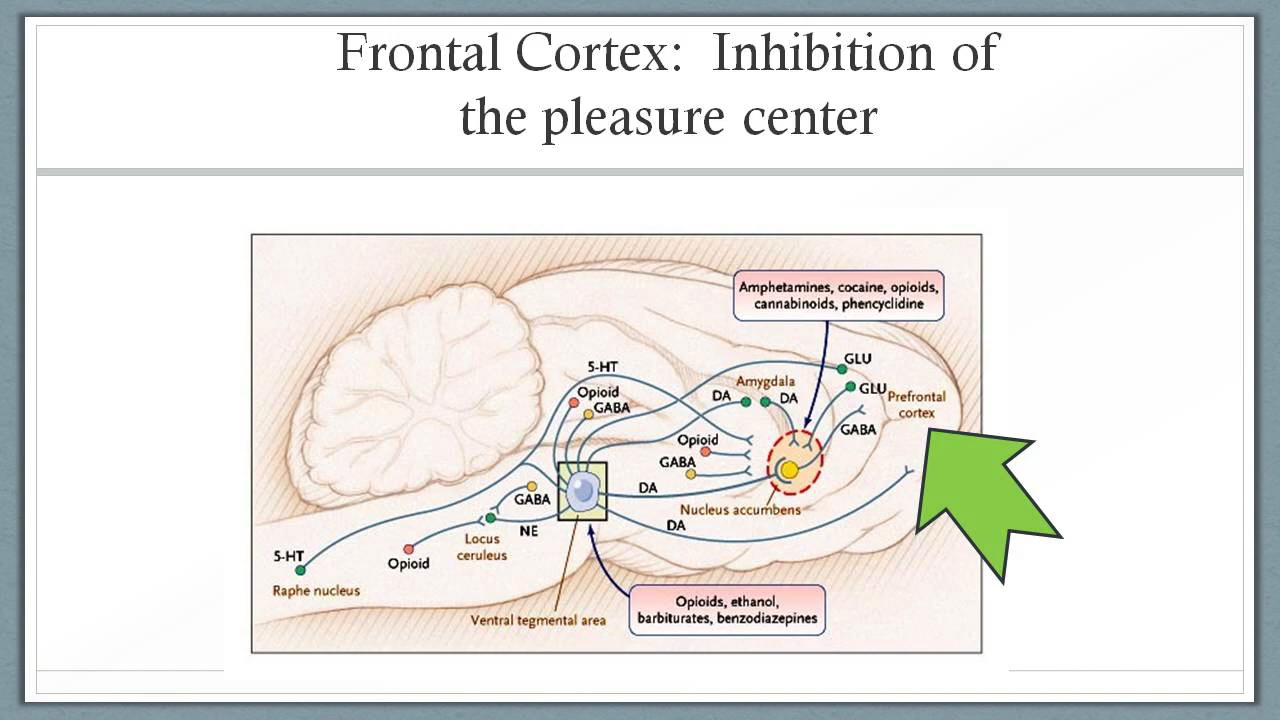 Frontal Cortex: Inhibition of
the pleasure center
Amphetamines, cocaine, opioids,
cannabinoids, phencyclidine
GLU
5-HT
Amygdala
GLU
Opioid
DA
DA
Prefrontal
cortex
GABA
GABA
Opioid
GABA
DA
GABA
Nucleus accumbens
DA
NE
Locus
ceruleus
5-HT
Opioid
Raphe nucleus
Opioids, ethanol,
barbiturates, benzodiazepines
Ventral tegmental area